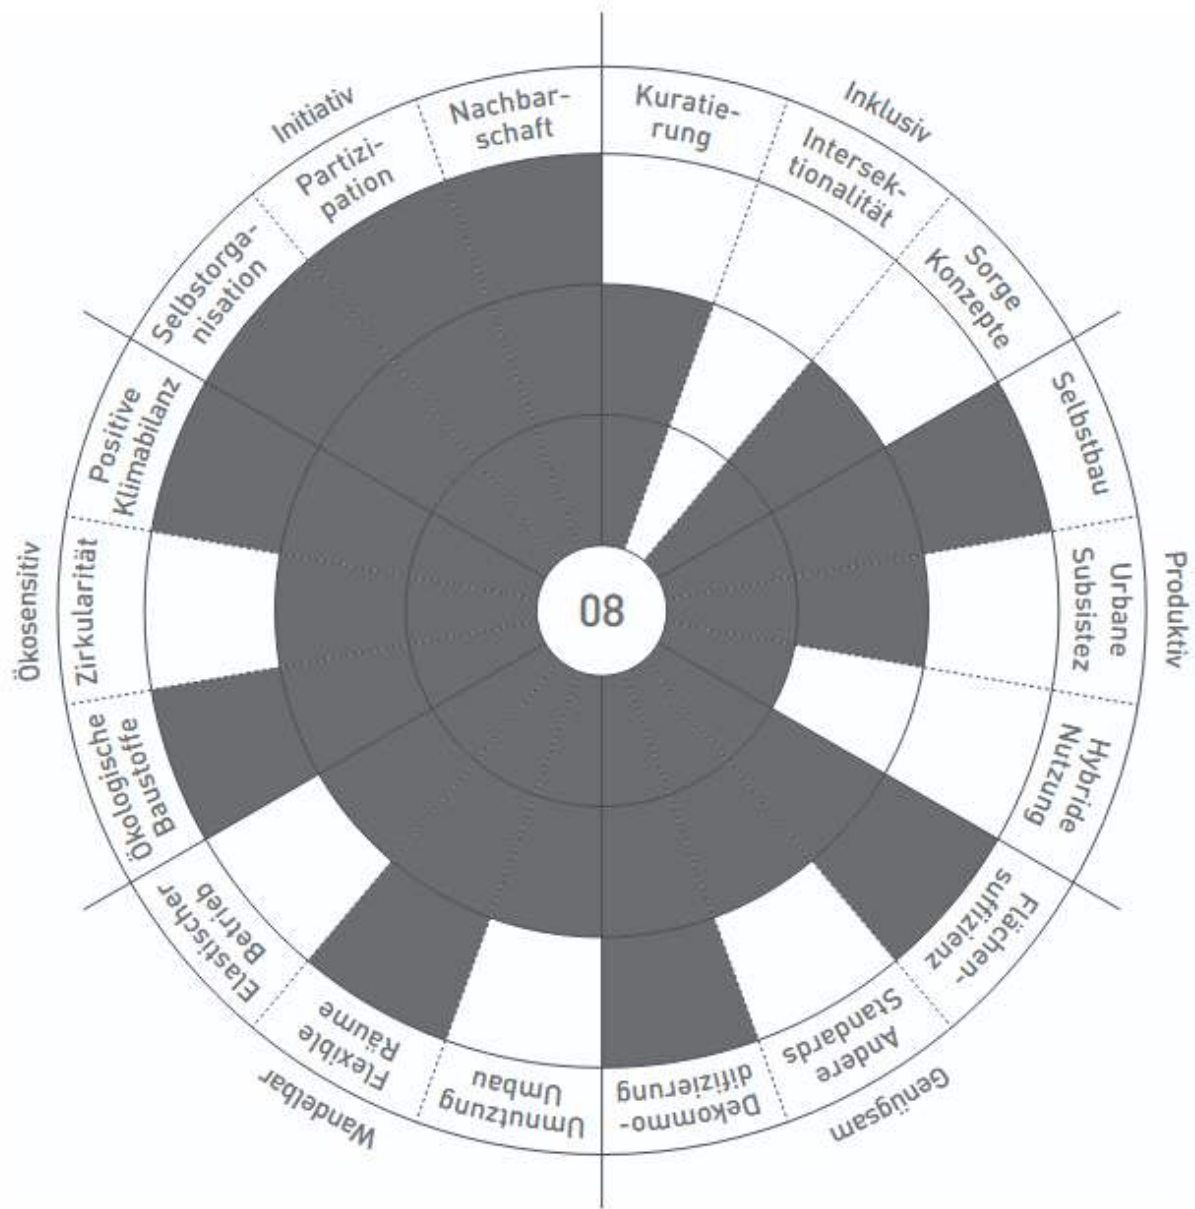 Inklusiv
Kuratie-
rung
Intersek-
tionalität
Sorge
Konzepte
Produktiv
Selbstbau
Urbane
Subsistez
Hybride
Nutzung
Genügsam
Flächen-
suffizienz
Andere
Standards
Dekommo-
difizierung
Wandelbar
Umnutzung
Umbau
Flexible
Räume
Elastischer
Betrieb
Ökosensitiv
Ökologische
Baustoffe
Zirkularität
Positive
Klimabilanz
Initiativ
Selbstorga-
nisation
Partizi-
pation
Nachbar-
schaft
08